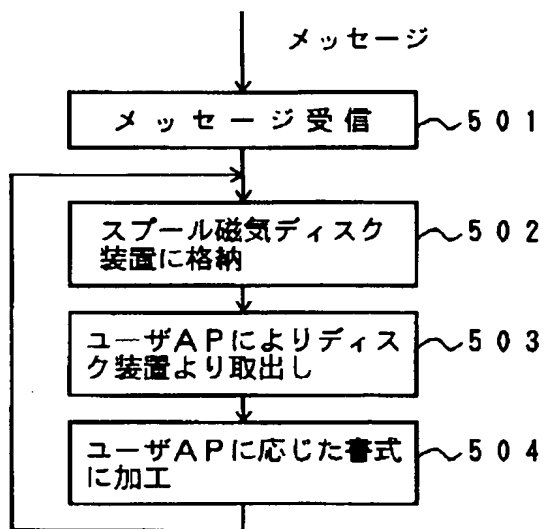 メッセージ
メッセージ受信
501
スプール磁気ディスク
装置に格納
502
ユーザAPによりディス
ク装置より取出し
503
ユーザAPに応じた書式
に加工
504